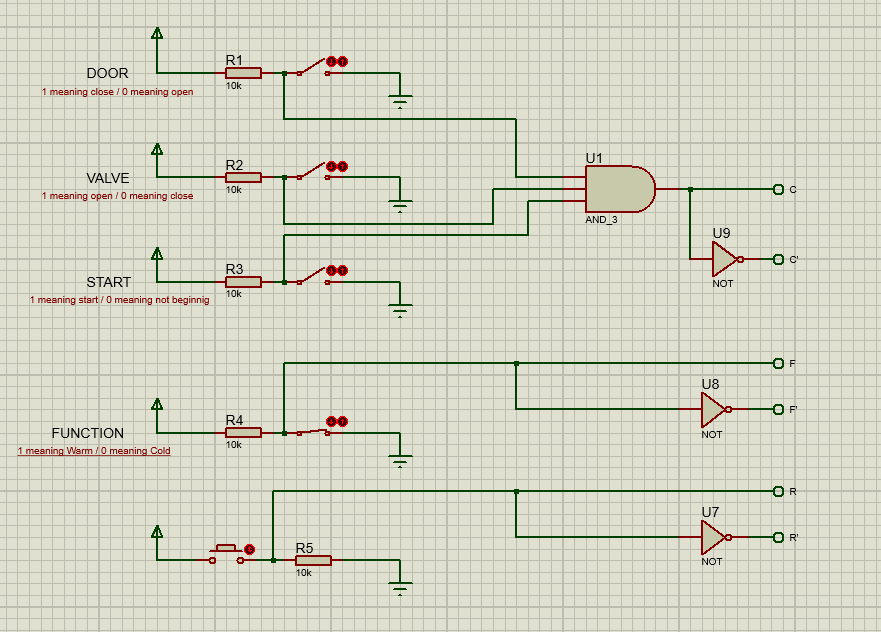 R1
DOOR
10k
1 meaning close / 0 meaning open
R2
VALVE
10k
1 meaning open / 0 meaning close
U1
AND_3
C
U9
C'
NOT
R3
START
10k
1 meaning start / 0 meaning not beginnig
F
U8
F'
NOT
R4
FUNCTION
10k
1 meaning Warm / 0 meaning Cold
R
U7
R'
NOT
R5
10k